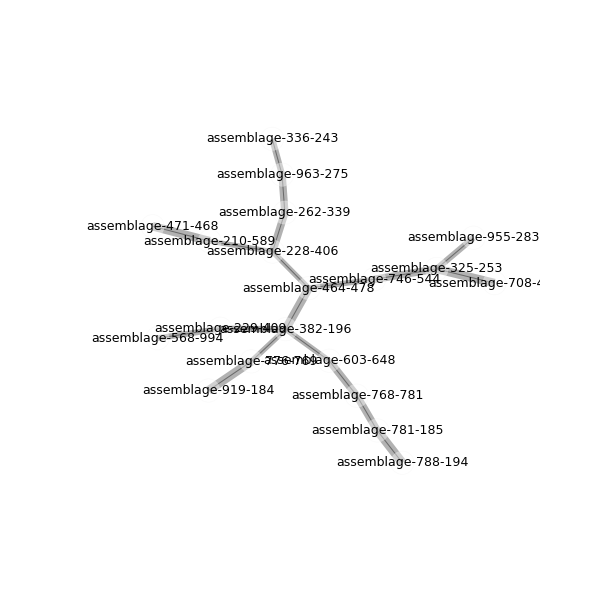 assemblage-336-243
assemblage-963-275
assemblage-262-339
assemblage-471-468
assemblage-210-589
assemblage-228-406
assemblage-955-283
assemblage-325-253
assemblage-746-544
assemblage-708-4
assemblage-464-478
assemblage-229-409
assemblage-382-196
assemblage-568-994
assemblage-603-648
assemblage-919-184
assemblage-768-781
assemblage-781-185
assemblage-788-194